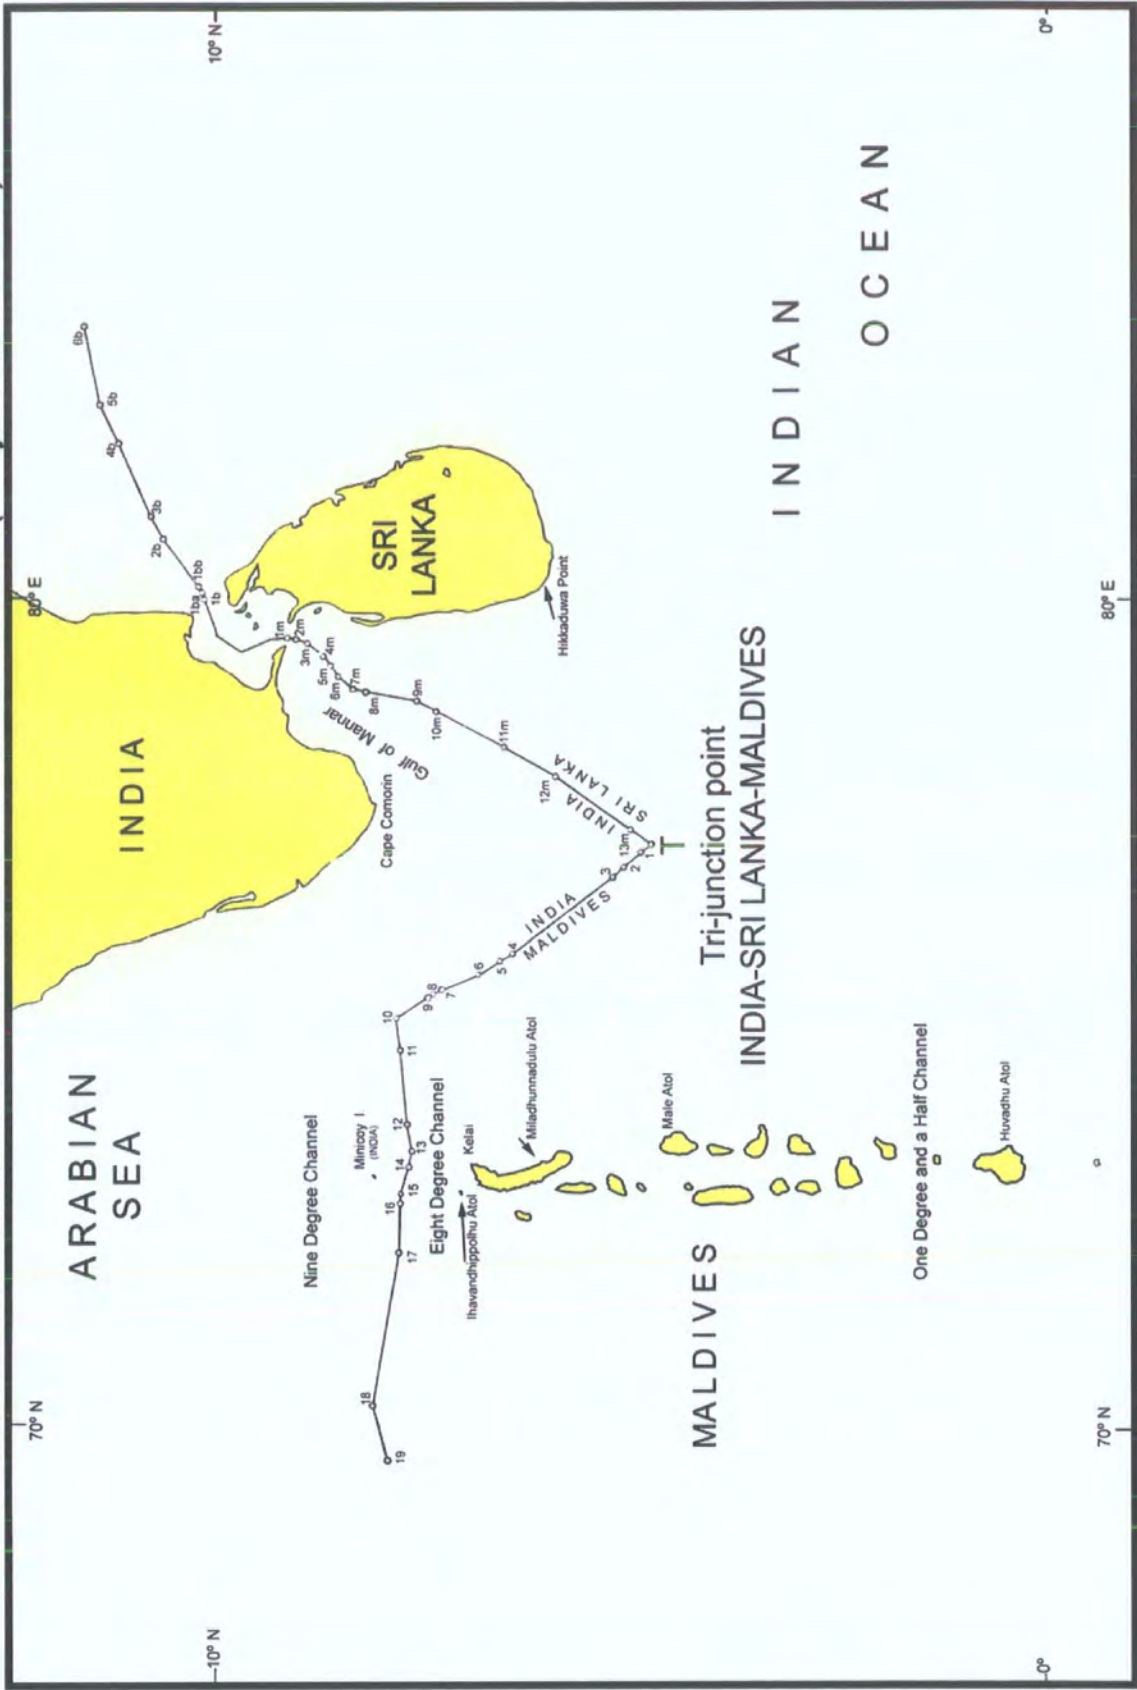 10° N
0°
80° E
80° E
70° N
70° N
10° N
0°
ARABIAN
SEA
INDIA
SRI
LANKA
INDIAN
OCEAN
MALDIVES
6b
5b
4b
3b
2b
1bb
1ba
1b
1m
2m
3m
4m
5m
6m
7m
8m
9m
10m
11m
12m
13m
Gulf of Mannar
Cape Comorin
Hikkaduwa Point
SRI LANKA
INDIA
T
1
2
3
INDIA
MALDIVES
4
5
6
7
8
9
10
11
12
13
14
15
16
17
18
19
Tri-junction point
INDIA-SRI LANKA-MALDIVES
Nine Degree Channel
Minicoy I
(INDIA)
Eight Degree Channel
Kelai
Ihavandhippolhu Atol
Miladhunnadulu Atol
Male Atol
One Degree and a Half Channel
Huvadhu Atol